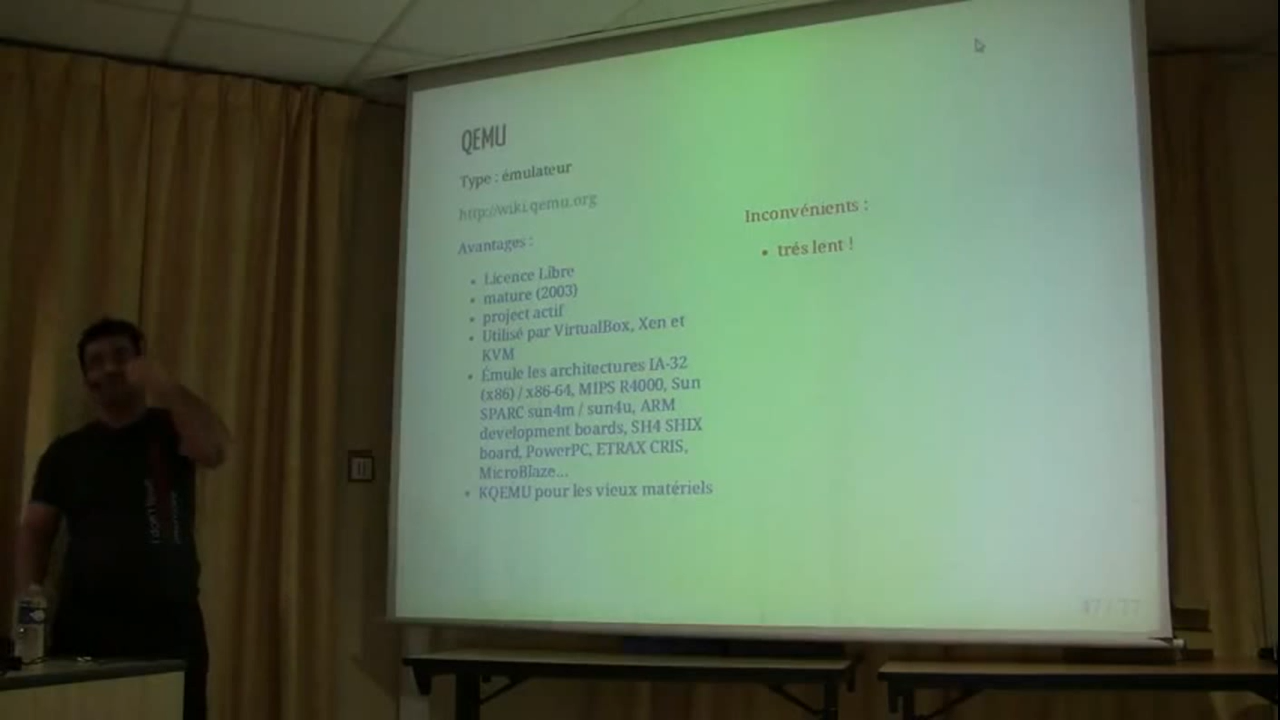 QEMU
Type : émulateur
http://wiki.qemu.org
Avantages :
• Licence Libre
• mature (2003)
• project actif
• Utilisé par VirtualBox, Xen et
KVM
• Émule les architectures IA-32
(x86) / x86-64, MIPS R4000, Sun
SPARC sun4m / sun4u, ARM
development boards, SH4 SHIX
board, PowerPC, ETRAX CRIS,
MicroBlaze...
• KQEMU pour les vieux matériels
Inconvénients :
• trés lent !